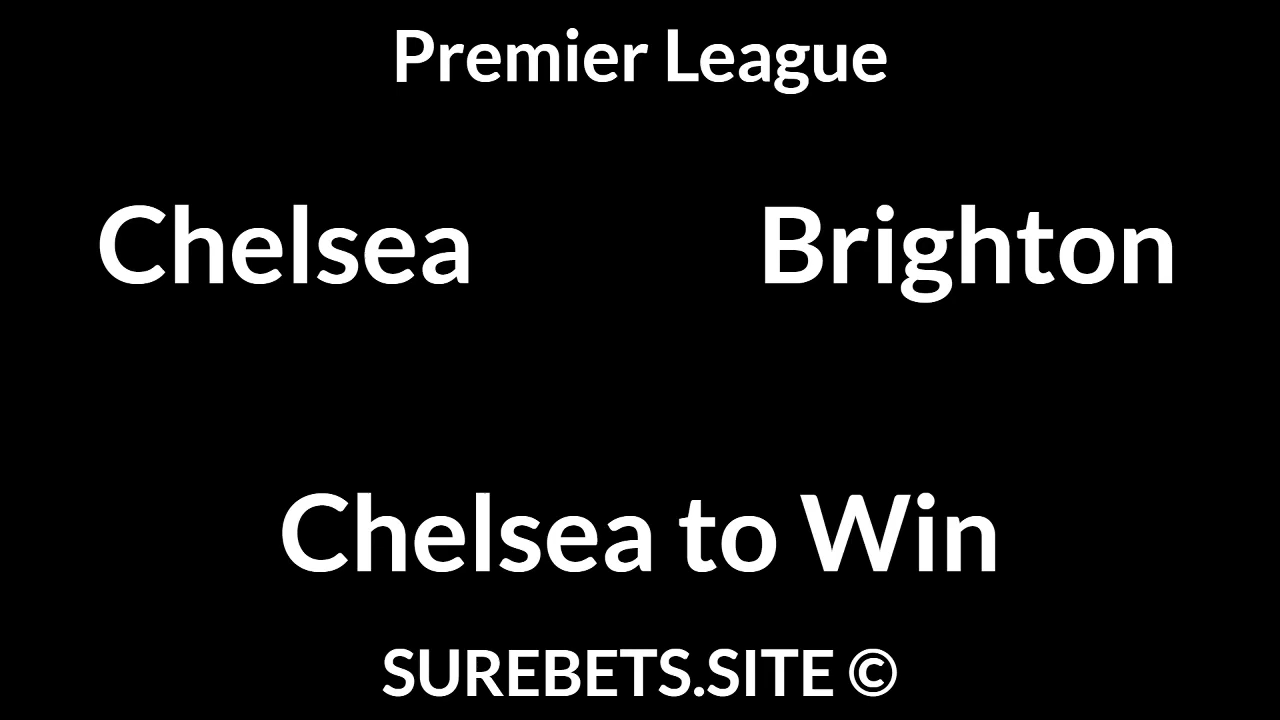 Premier League
Chelsea Brighton
Chelsea to Win
SUREBETS.SITE ©